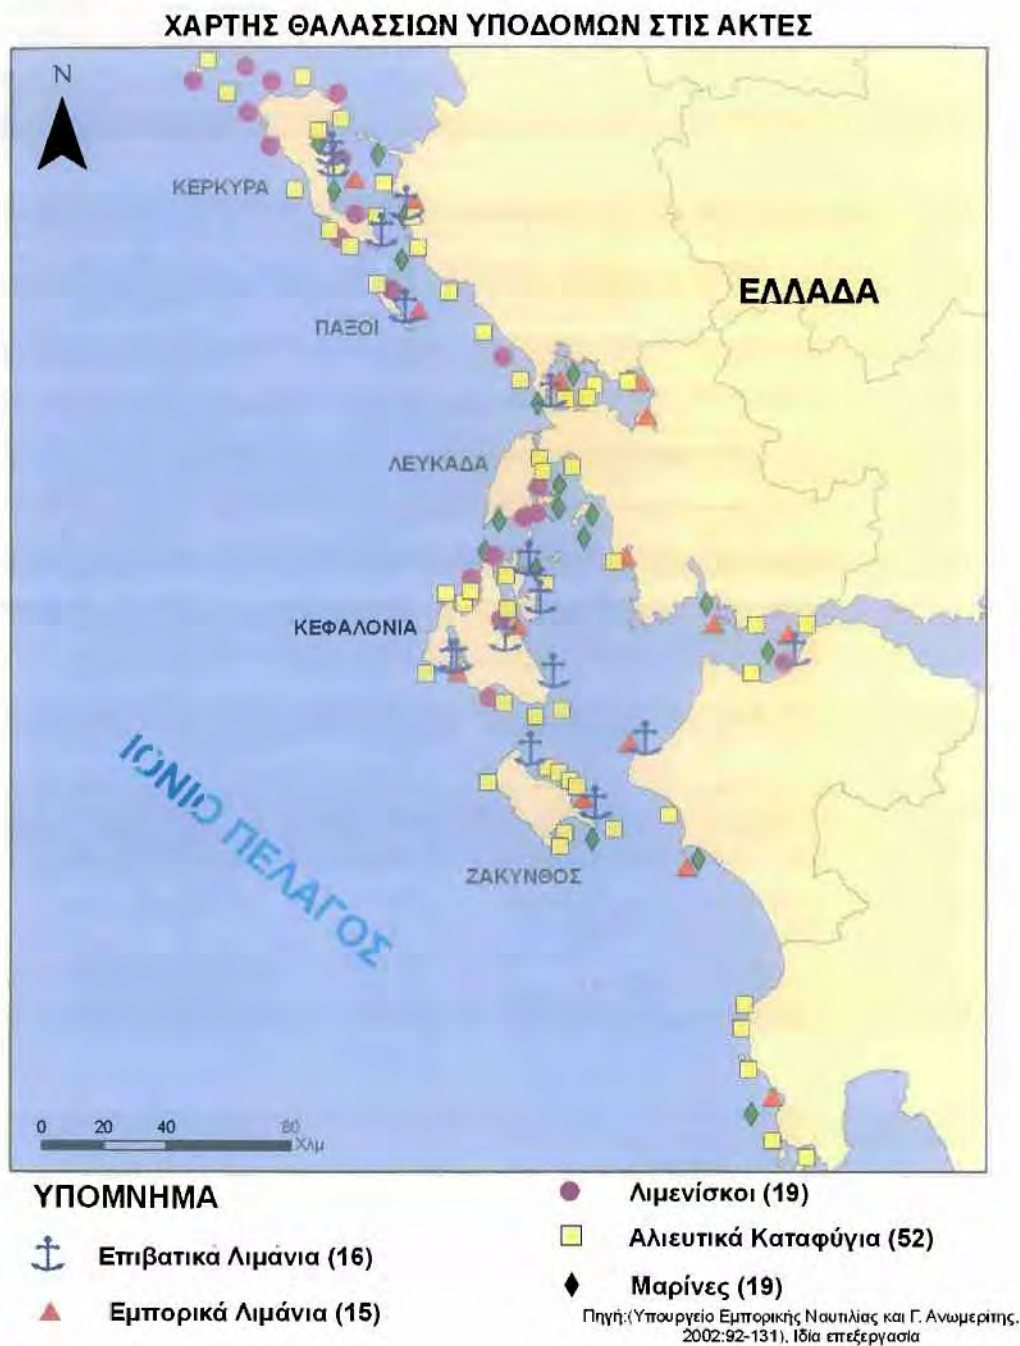 ΧΑΡΤΗΣ ΘΑΛΑΣΣΙΩΝ ΥΠΟΔΟΜΩΝ ΣΤΙΣ ΑΚΤΕΣ
N
ΚΕΡΚΥΡΑ
ΕΛΛΑΔΑ
ΠΑΞΟΙ
ΛΕΥΚΑΔΑ
ΚΕΦΑΛΟΝΙΑ
ΙΟΝΙΟ ΠΕΛΑΓΟΣ
ΖΑΚΥΝΘΟΣ
0 20 40 80
Χλμ
ΥΠΟΜΝΗΜΑ
Επιβατικά Λιμάνια (16)
Εμπορικά Λιμάνια (15)
Λιμενίσκοι (19)
Αλιευτικά Καταφύγια (52)
Μαρίνες (19)
Πηγή:(Υπουργείο Εμπορικής Ναυτιλίας και Γ. Ανωμερίτης,
2002:92-131), Ιδία επεξεργασία